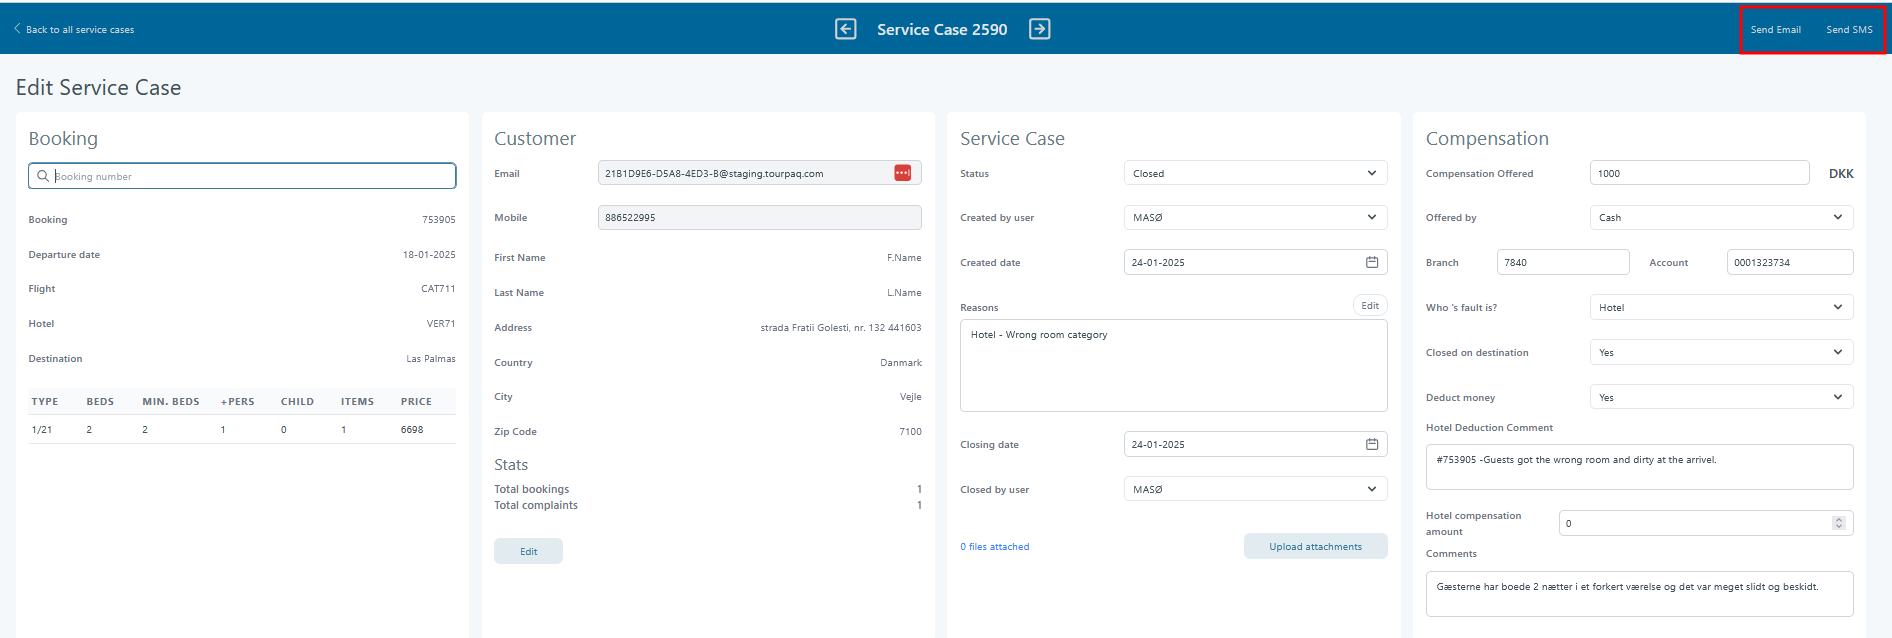 Back to all service cases
Service Case 2590
Send Email Send SMS
Edit Service Case
Booking
Booking number
Booking 753905
Departure date 18-01-2025
Flight CAT711
Hotel VER71
Destination Las Palmas
TYPE BEDS MIN. BEDS +PERS CHILD ITEMS PRICE
1/21 2 2 1 0 1 6698
Customer
Email 21B1D9E6-D5A8-4ED3-B@staging.tourpaq.com
Mobile 886522995
First Name F.Name
Last Name L.Name
Address strada Fratii Golesti, nr. 132 441603
Country Danmark
City Vejle
Zip Code 7100
Stats
Total bookings 1
Total complaints 1
Edit
Service Case
Status Closed
Created by user MASØ
Created date 24-01-2025
Reasons Edit
Hotel - Wrong room category
Closing date 24-01-2025
Closed by user MASØ
0 files attached Upload attachments
Compensation
Compensation Offered 1000 DKK
Offered by Cash
Branch 7840 Account 0001323734
Who 's fault is? Hotel
Closed on destination Yes
Deduct money Yes
Hotel Deduction Comment
#753905 -Guests got the wrong room and dirty at the arrivel.
Hotel compensation
amount 0
Comments
Gæsterne har boede 2 nætter i et forkert værelse og det var meget slidt og beskidt.